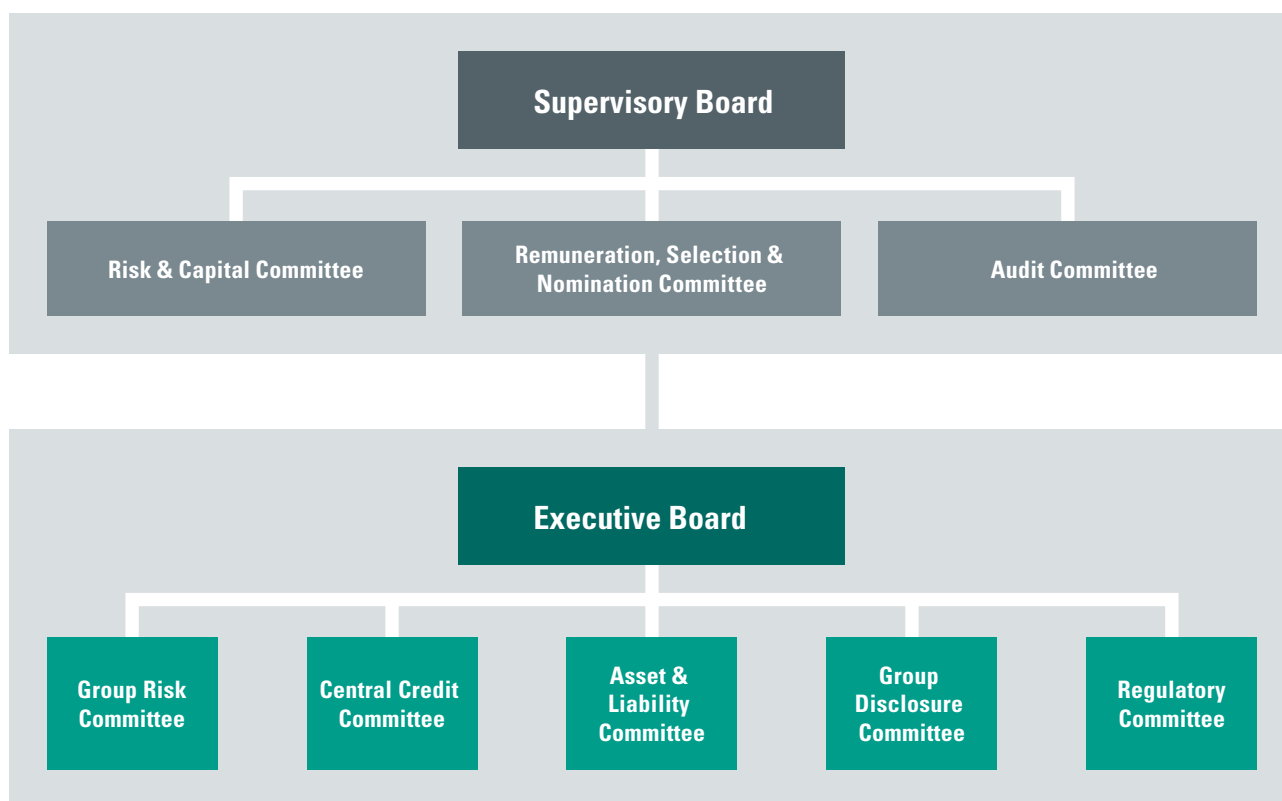 Supervisory Board
Risk & Capital Committee
Remuneration, Selection &
Nomination Committee
Audit Committee
Executive Board
Group Risk
Committee
Central Credit
Committee
Asset &
Liability
Committee
Group
Disclosure
Committee
Regulatory
Committee